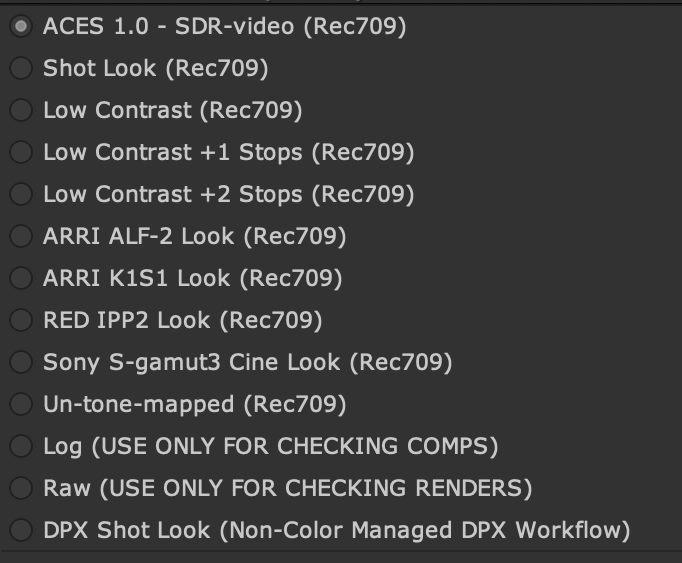 ACES 1.0 - SDR-video (Rec709)
Shot Look (Rec709)
Low Contrast (Rec709)
Low Contrast +1 Stops (Rec709)
Low Contrast +2 Stops (Rec709)
ARRI ALF-2 Look (Rec709)
ARRI K1S1 Look (Rec709)
RED IPP2 Look (Rec709)
Sony S-gamut3 Cine Look (Rec709)
Un-tone-mapped (Rec709)
Log (USE ONLY FOR CHECKING COMPS)
Raw (USE ONLY FOR CHECKING RENDERS)
DPX Shot Look (Non-Color Managed DPX Workflow)